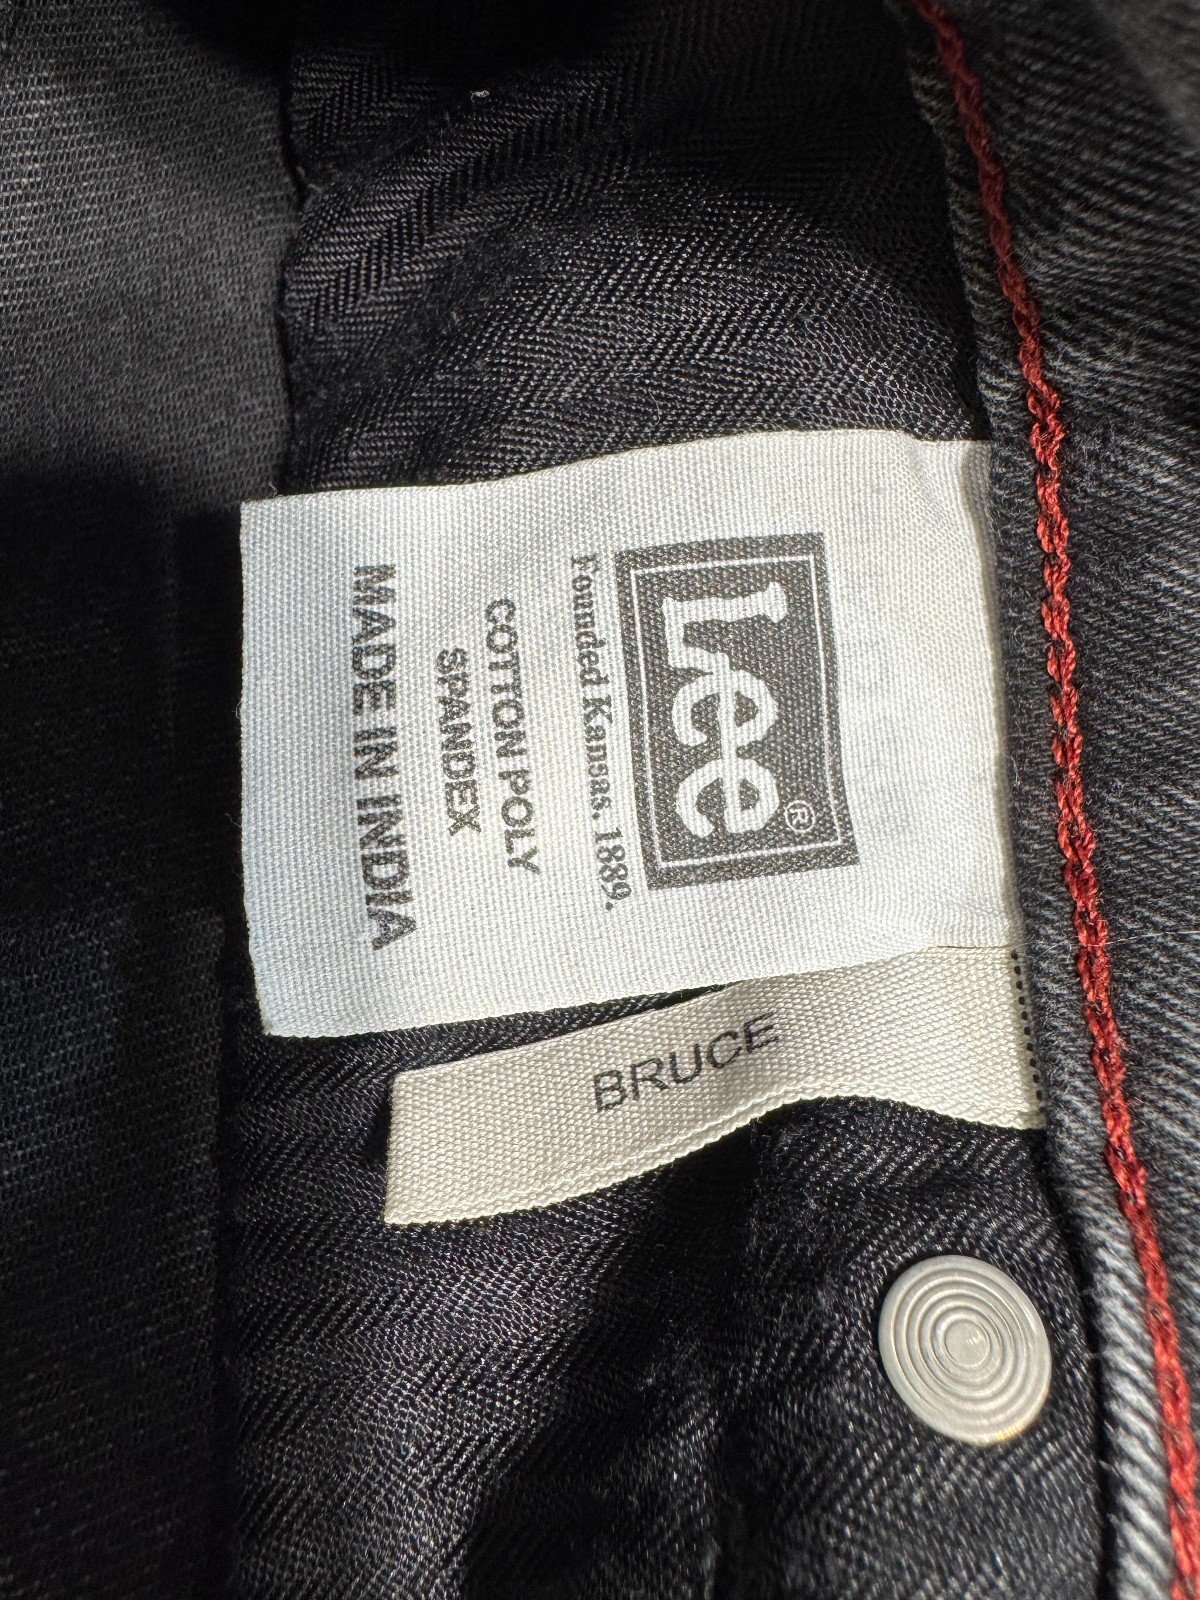 Lee®
Founded Kansas, 1889.
COTTON POLY
SPANDEX
MADE IN INDIA
BRUCE